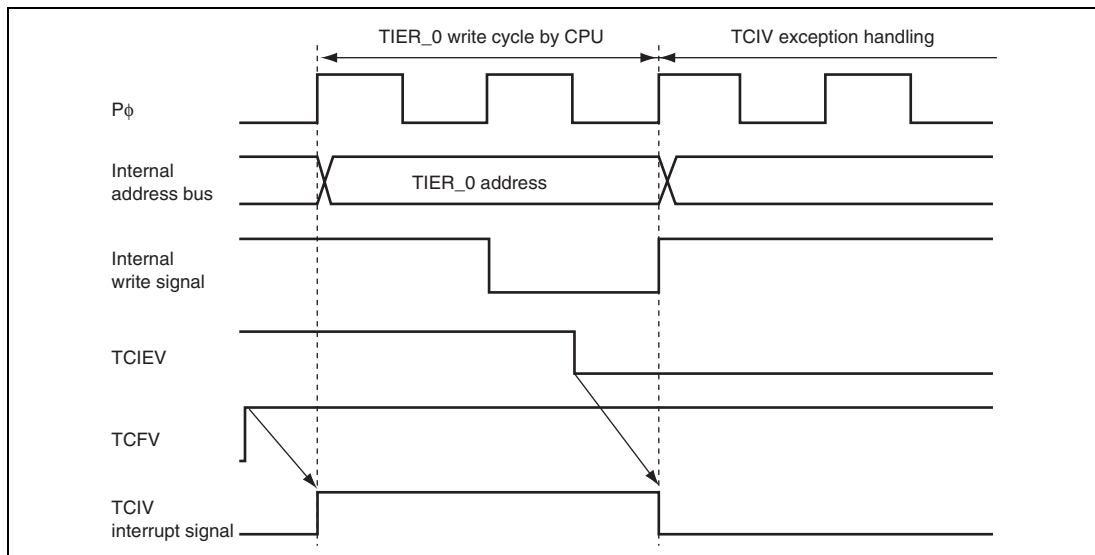 TIER_0 write cycle by CPU
TCIV exception handling
Pϕ
Internal
address bus
TIER_0 address
Internal
write signal
TCIEV
TCFV
TCIV
interrupt signal